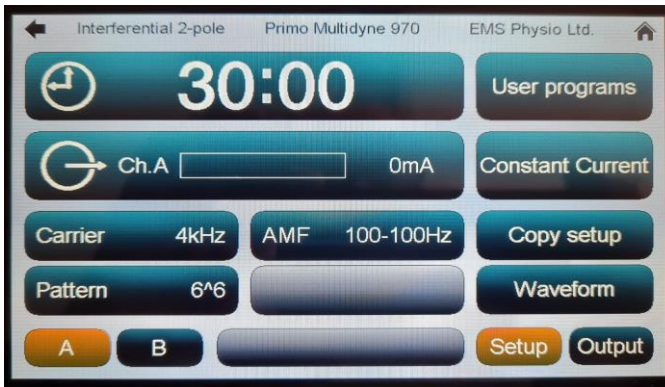 Interferential 2-pole Primo Multidyne 970 EMS Physio Ltd.
30:00 User programs
Ch.A 0mA Constant Current
Carrier 4kHz AMF 100-100Hz Copy setup
Pattern 6^6 Waveform
A B Setup Output